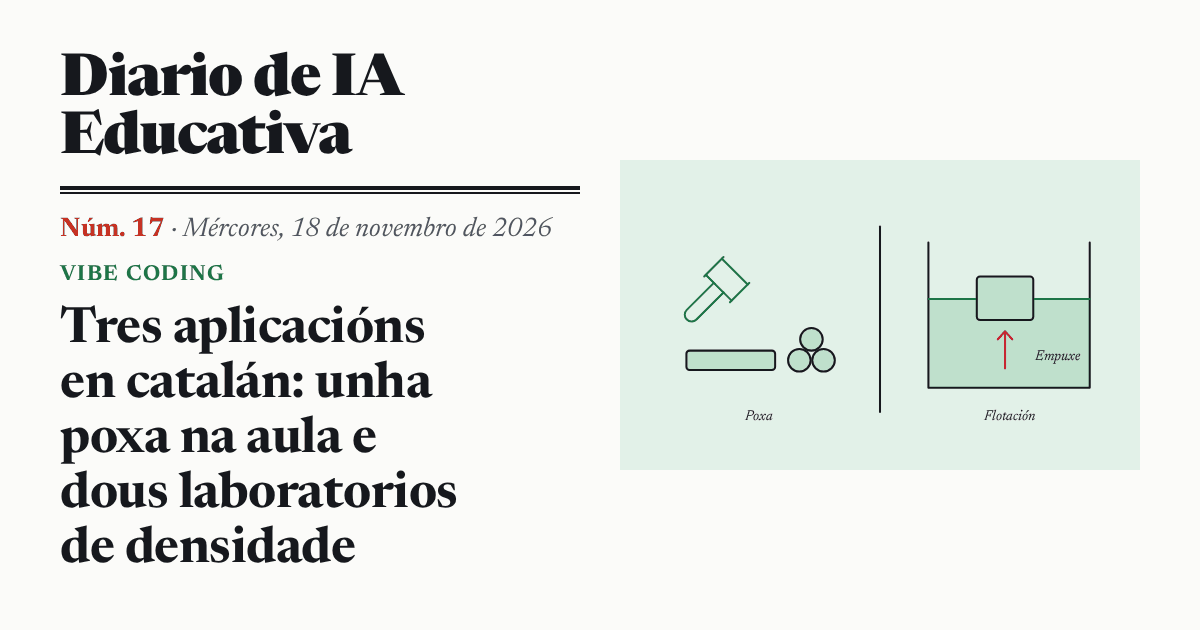 Diario de IA
Educativa
Núm. 17 · Mércores, 18 de novembro de 2026
VIBE CODING
Tres aplicacións
en catalán: unha
poxa na aula e
dous laboratorios
de densidade
Empuxe
Poxa
Flotación